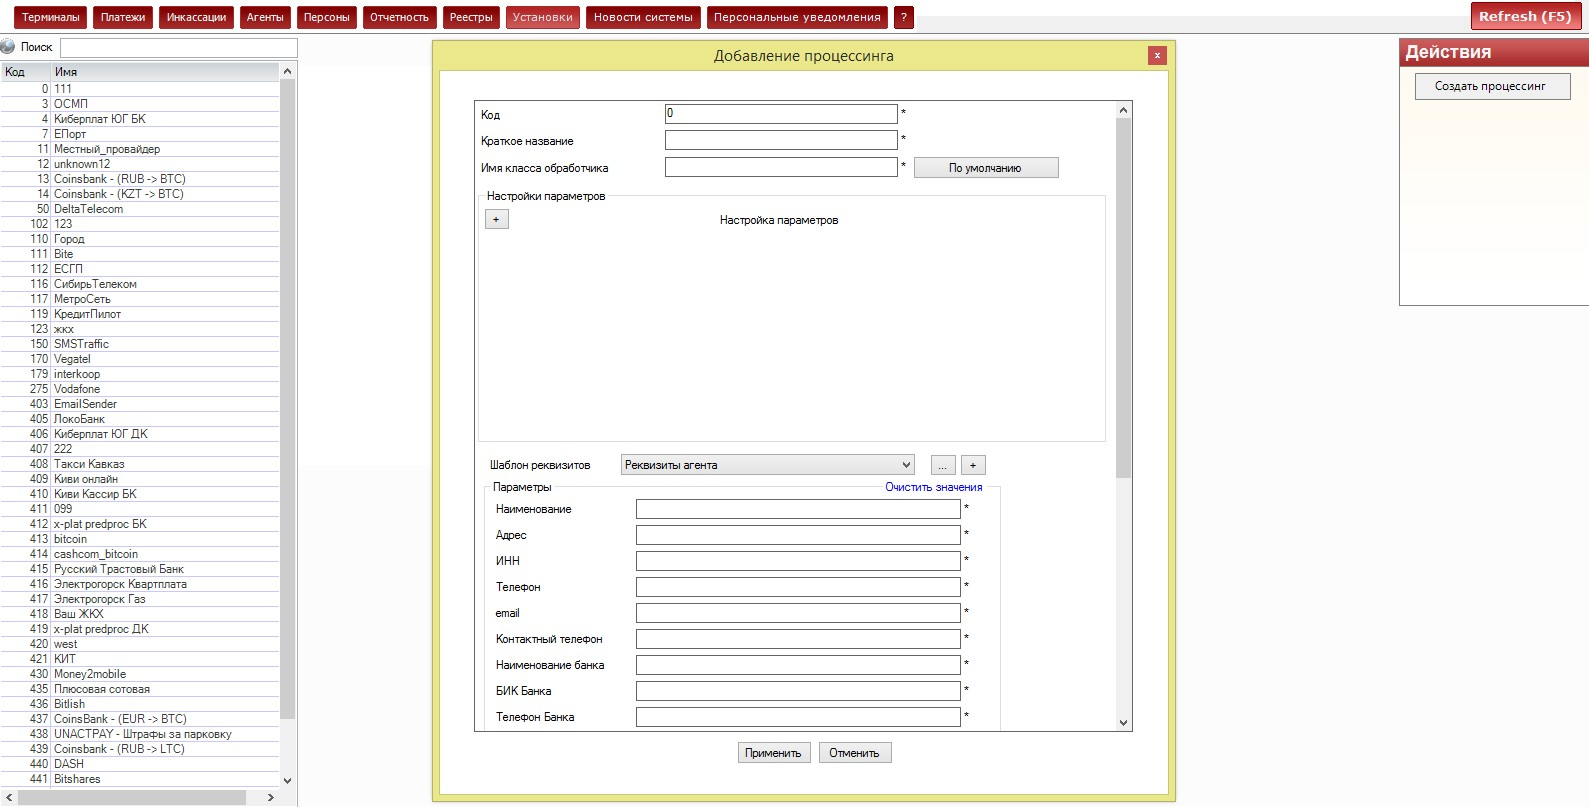 Терминалы Платежи Инкассации Агенты Персоны Отчетность Реестры Установки Новости системы Персональные уведомления ? Refresh (F5)
Поиск
Код Имя
0 111
3 ОСМП
4 Киберплат ЮГ БК
7 ЕПорт
11 Местный_провайдер
12 unknown12
13 Coinsbank - (RUB -> BTC)
14 Coinsbank - (KZT -> BTC)
50 DeltaTelecom
102 123
110 Город
111 Bite
112 ЕСГП
116 СибирьТелеком
117 МетроСеть
119 КредитПилот
123 жкх
150 SMSTraffic
170 Vegatel
179 interkoop
275 Vodafone
403 EmailSender
405 ЛокоБанк
406 Киберплат ЮГ ДК
407 222
408 Такси Кавказ
409 Киви онлайн
410 Киви Кассир БК
411 099
412 x-plat predproc БК
413 bitcoin
414 cashcom_bitcoin
415 Русский Трастовый Банк
416 Электрогорск Квартплата
417 Электрогорск Газ
418 Ваш ЖКХ
419 x-plat predproc ДК
420 west
421 КИТ
430 Money2mobile
435 Плюсовая сотовая
436 Bitlish
437 CoinsBank - (EUR -> BTC)
438 UNACTPAY - Штрафы за парковку
439 Coinsbank - (RUB -> LTC)
440 DASH
441 Bitshares
Добавление процессинга x
Код 0 *
Краткое название *
Имя класса обработчика * По умолчанию
Настройки параметров
+ Настройка параметров
Шаблон реквизитов Реквизиты агента ... +
Параметры Очистить значения
Наименование *
Адрес *
ИНН *
Телефон *
email *
Контактный телефон *
Наименование банка *
БИК Банка *
Телефон Банка *
Применить Отменить
Действия
Создать процессинг